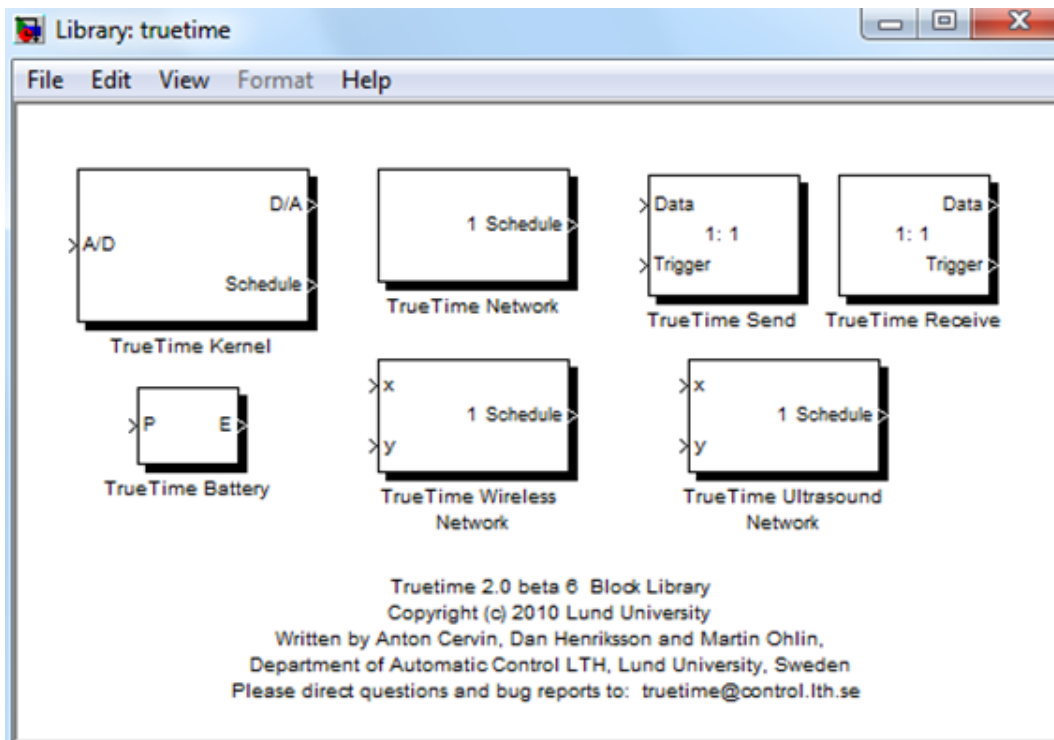 Library: truetime
File Edit View Format Help
A/D
D/A
Schedule
TrueTime Kernel
1 Schedule
TrueTime Network
Data
1: 1
Trigger
TrueTime Send
Data
1: 1
Trigger
TrueTime Receive
P E
TrueTime Battery
x
1 Schedule
y
TrueTime Wireless
Network
x
1 Schedule
y
TrueTime Ultrasound
Network
Truetime 2.0 beta 6 Block Library
Copyright (c) 2010 Lund University
Written by Anton Cervin, Dan Henriksson and Martin Ohlin,
Department of Automatic Control LTH, Lund University, Sweden
Please direct questions and bug reports to: truetime@control.lth.se